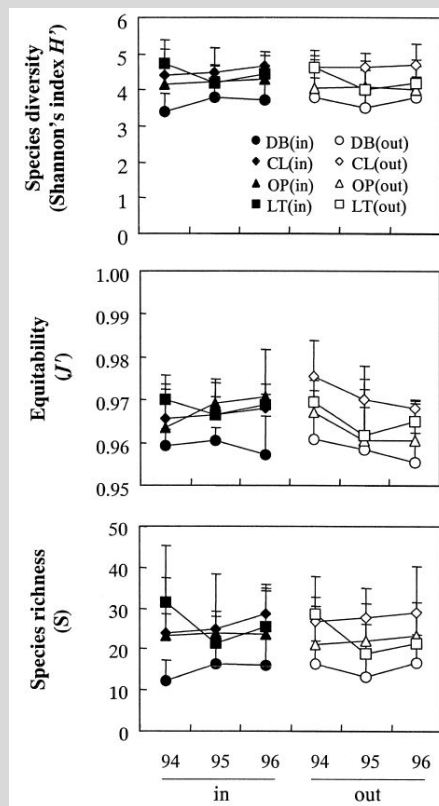 Species diversity
(Shannon's index H')
6
5
4
3
2
1
0
DB(in) DB(out)
CL(in) CL(out)
OP(in) OP(out)
LT(in) LT(out)
Equitability
(J')
1.00
0.99
0.98
0.97
0.96
0.95
Species richness
(S)
50
40
30
20
10
0
94 95 96 94 95 96
in out